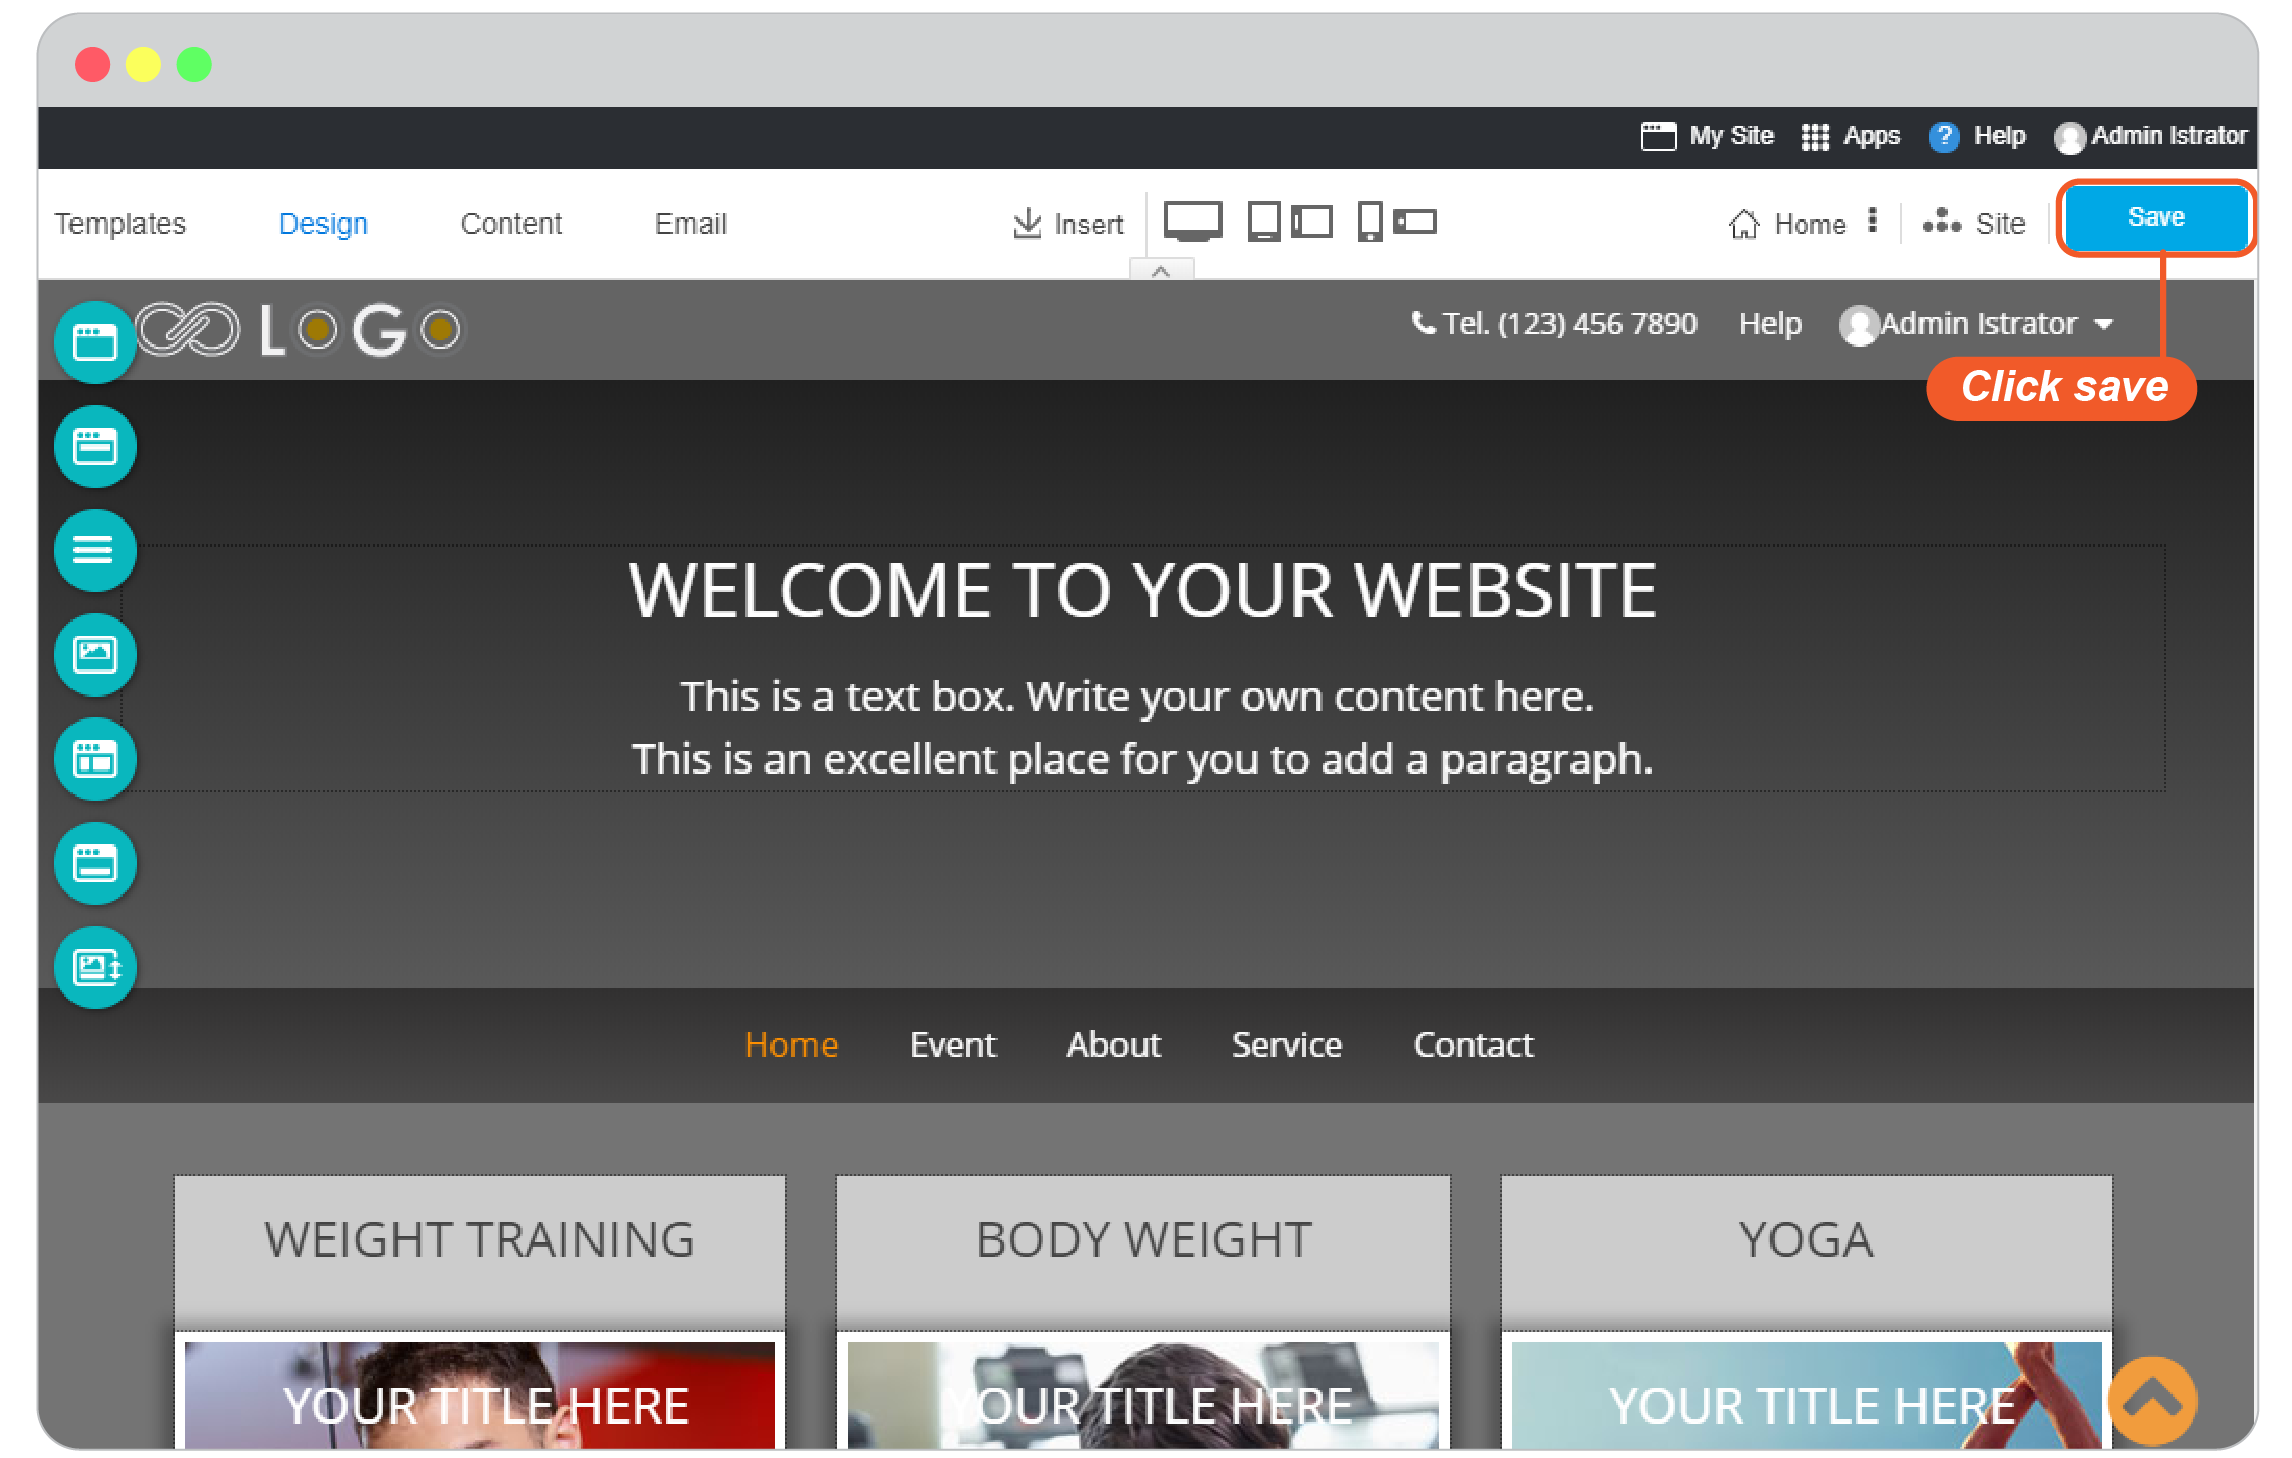 My Site Apps ? Help Admin Istrator
Templates Design Content Email Insert Home Site Save
LOGO Tel. (123) 456 7890 Help Admin Istrator
Click save
WELCOME TO YOUR WEBSITE
This is a text box. Write your own content here.
This is an excellent place for you to add a paragraph.
Home Event About Service Contact
WEIGHT TRAINING BODY WEIGHT YOGA
YOUR TITLE HERE YOUR TITLE HERE YOUR TITLE HERE